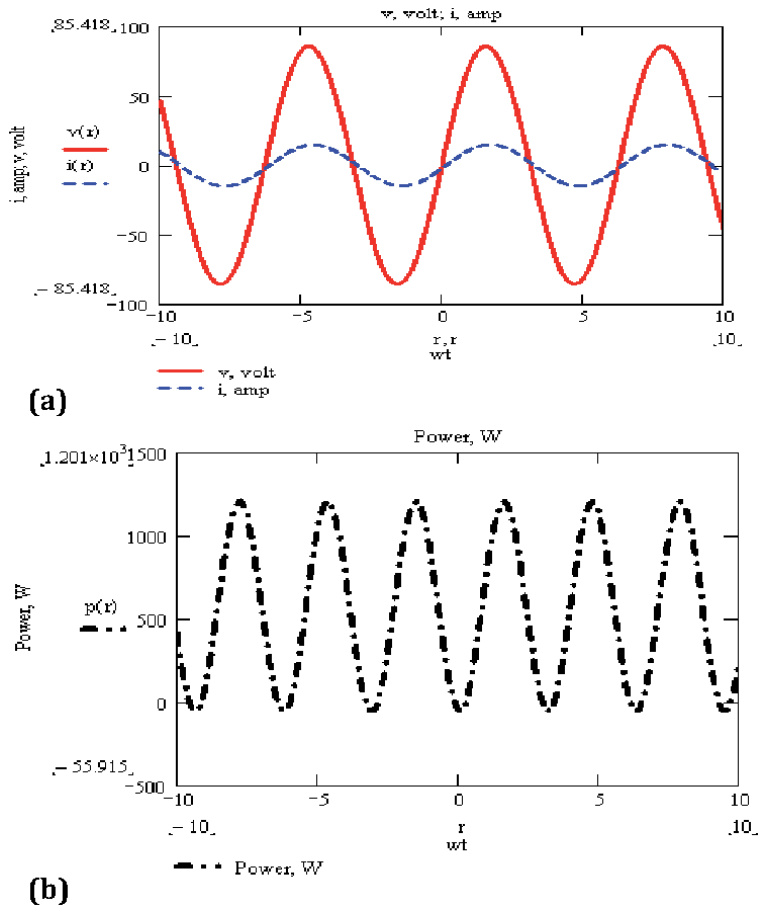 v, volt; i, amp
85.418
100
50
0
−50
−100
− 85.418
i, amp; v, volt
v(r)
i(r)
−10
−5
0
5
10
− 10
r, r
10
wt
v, volt
i, amp
(a)
Power, W
1.201×10³
1500
1000
500
0
−500
− 55.915
Power, W
p(r)
−10
−5
0
5
10
− 10
r
10
wt
Power, W
(b)